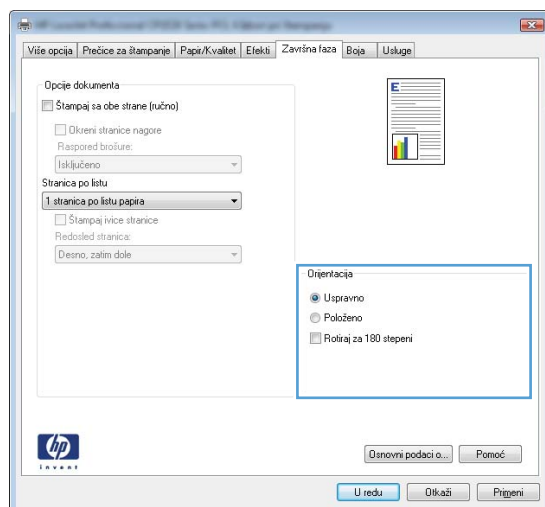 Više opcija Prečice za štampanje Papir/Kvalitet Efekti Završna faza Boja Usluge
Opcije dokumenta
Štampaj sa obe strane (ručno)
Okreni stranice nagore
Raspored brošure:
Isključeno
Stranica po listu
1 stranica po listu papira
Štampaj ivice stranice
Redosled stranica:
Desno, zatim dole
E
Orijentacija
Uspravno
Položeno
Rotiraj za 180 stepeni
hp
invent
Osnovni podaci o... Pomoć
U redu Otkaži Primeni